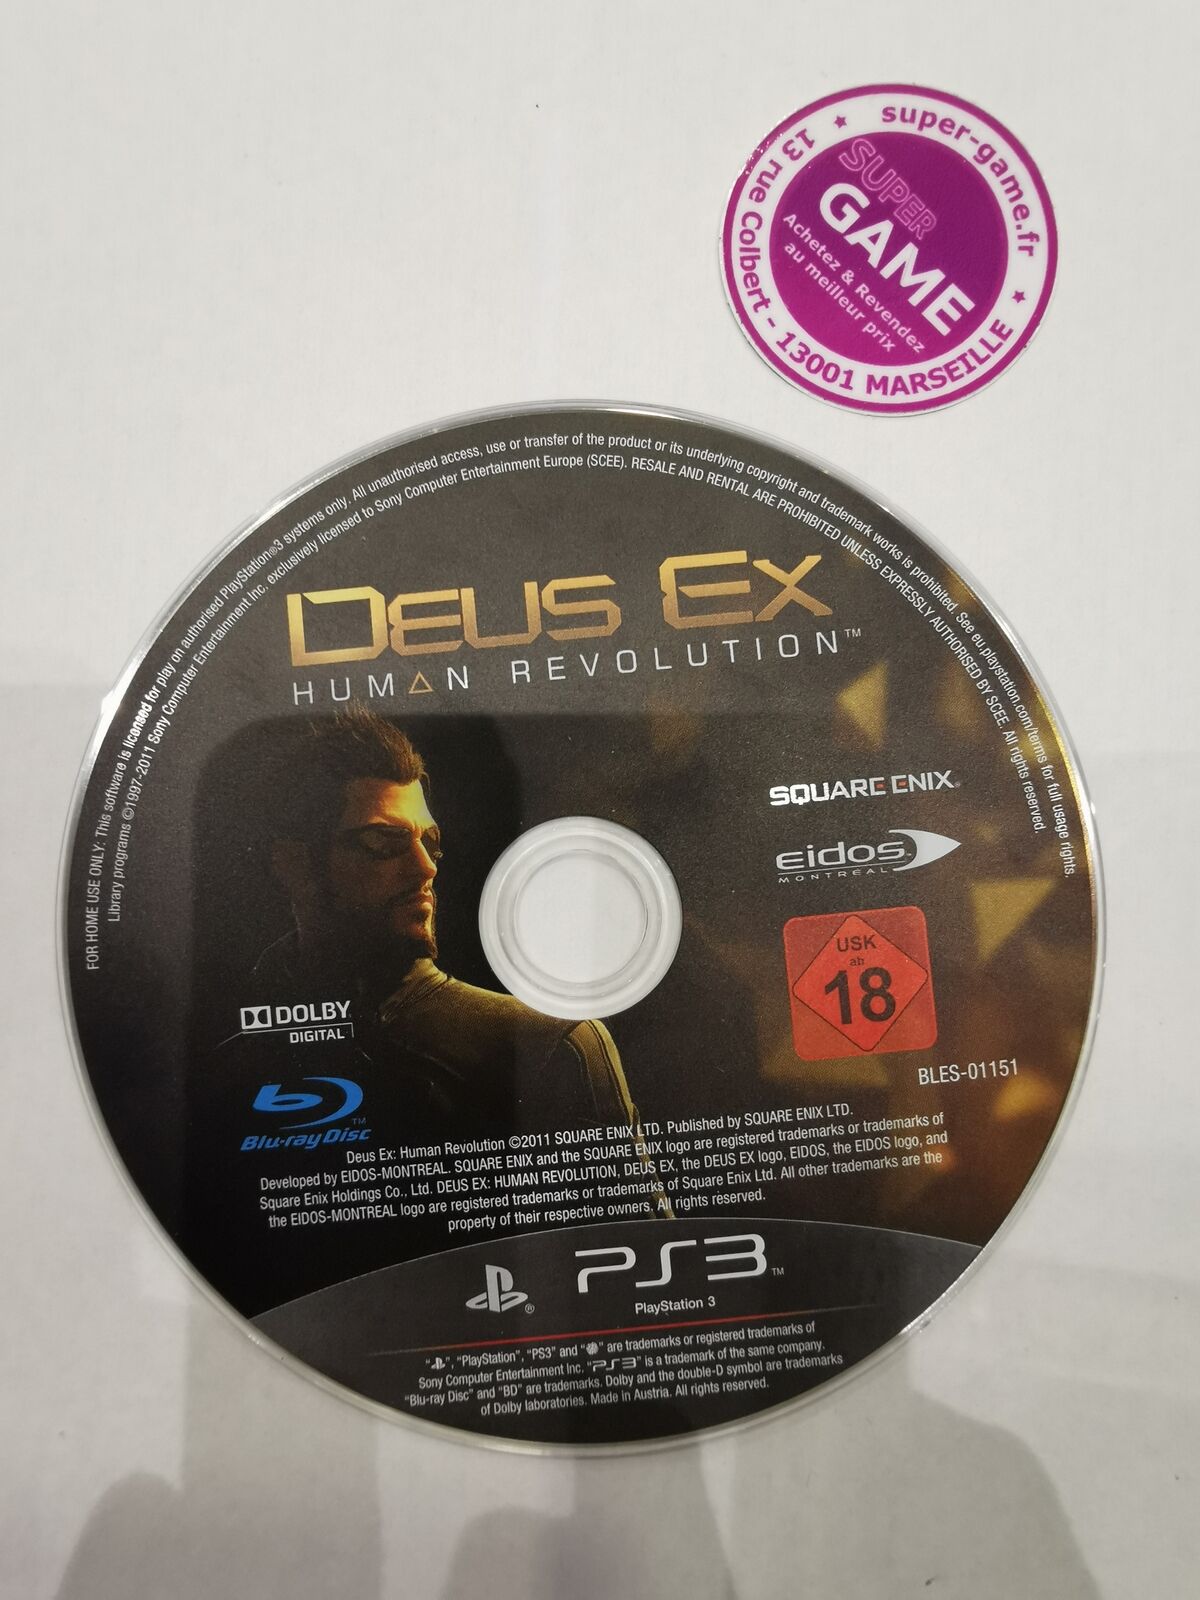 super-game.fr
13 rue Colbert - 13001 MARSEILLE
SUPER
GAME
Achetez & Revendez
au meilleur prix
FOR HOME USE ONLY: This software is licensed for play on authorised PlayStation®3 systems only. All unauthorised access, use or transfer of the product or its underlying copyright and trademark works is prohibited. See eu.playstation.com/terms for full usage rights.
Library programs ©1997-2011 Sony Computer Entertainment Inc. exclusively licensed to Sony Computer Entertainment Europe (SCEE). RESALE AND RENTAL ARE PROHIBITED UNLESS EXPRESSLY AUTHORISED BY SCEE. All rights reserved.
DEUS EX
HUMAN REVOLUTION™
SQUARE ENIX®
eidos™
MONTRÉAL
USK
ab
18
DOLBY
DIGITAL
BLES-01151
Blu-ray Disc™
Deus Ex: Human Revolution ©2011 SQUARE ENIX LTD. Published by SQUARE ENIX LTD.
Developed by EIDOS-MONTREAL. SQUARE ENIX and the SQUARE ENIX logo are registered trademarks or trademarks of
Square Enix Holdings Co., Ltd. DEUS EX: HUMAN REVOLUTION, DEUS EX, the DEUS EX logo, EIDOS, the EIDOS logo, and
the EIDOS-MONTREAL logo are registered trademarks or trademarks of Square Enix Ltd. All other trademarks are the
property of their respective owners. All rights reserved.
® PS3™
PlayStation 3
“ ”, “PlayStation”, “PS3” and “ ” are trademarks or registered trademarks of
Sony Computer Entertainment Inc. “PS3” is a trademark of the same company.
“Blu-ray Disc” and “BD” are trademarks. Dolby and the double-D symbol are trademarks
of Dolby laboratories. Made in Austria. All rights reserved.